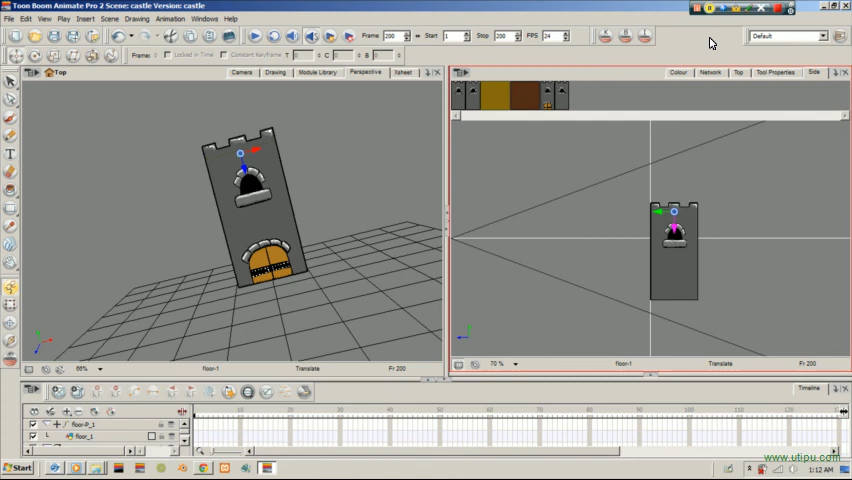 Toon Boom Animate Pro 2 Scene: castle Version: castle
File Edit View Play Insert Scene Drawing Animation Windows Help
Frame 200 Start 1 Stop 200 FPS 24 Default
Frame: Locked in Time Constant Keyframe T 0 C 0 B 0
Top Camera Drawing Module Library Perspective Xsheet
Colour Network Top Tool Properties Side
66% floor-1 Translate Fr 200
70 % floor-1 Translate Fr 200
Timeline
10 20 30 40 50 60 70 80 90 100 110 120
floor-P_1
floor_1
www.utipu.com
Start 1:12 AM